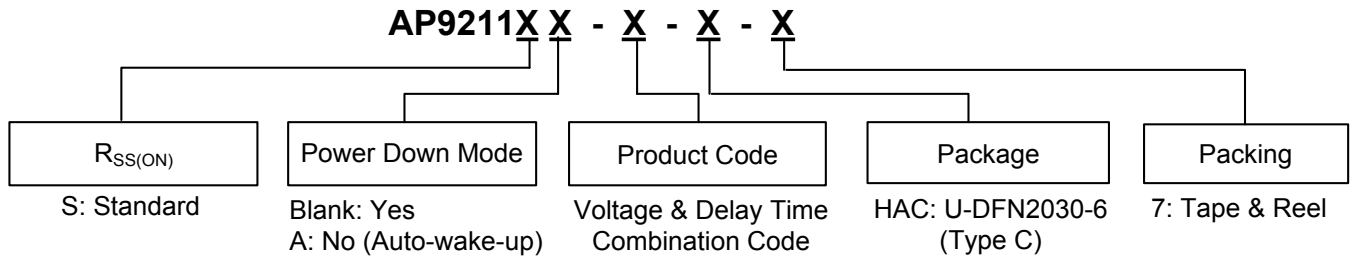 AP9211X X - X - X - X
R_SS(ON)
Power Down Mode
Product Code
Package
Packing
S: Standard
Blank: Yes
A: No (Auto-wake-up)
Voltage & Delay Time
Combination Code
HAC: U-DFN2030-6
(Type C)
7: Tape & Reel